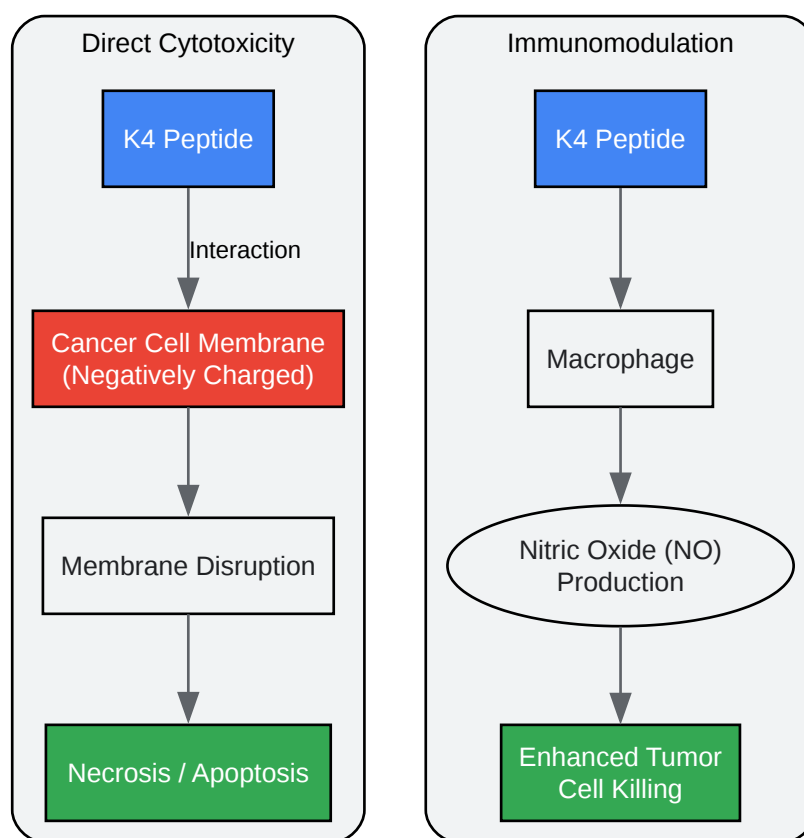 Direct Cytotoxicity
K4 Peptide
Interaction
Cancer Cell Membrane
(Negatively Charged)
Membrane Disruption
Necrosis / Apoptosis
Immunomodulation
K4 Peptide
Macrophage
Nitric Oxide (NO)
Production
Enhanced Tumor
Cell Killing